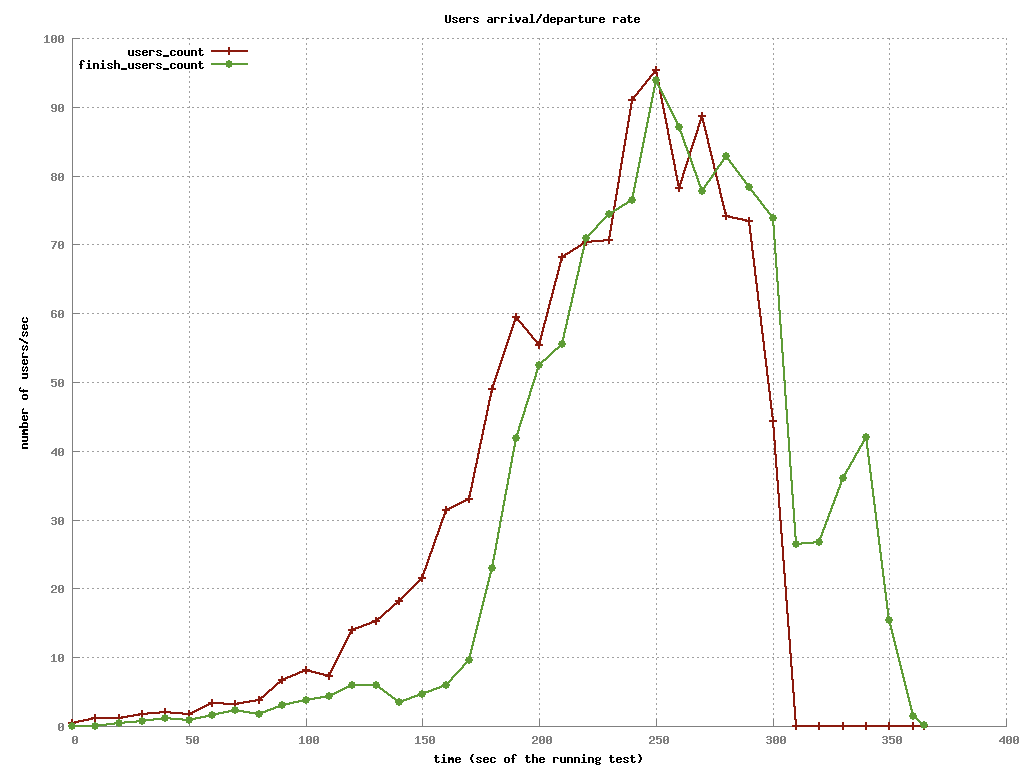 Users arrival/departure rate
users_count
finish_users_count
100
90
80
70
60
50
40
30
20
10
0
number of users/sec
0 50 100 150 200 250 300 350 400
time (sec of the running test)